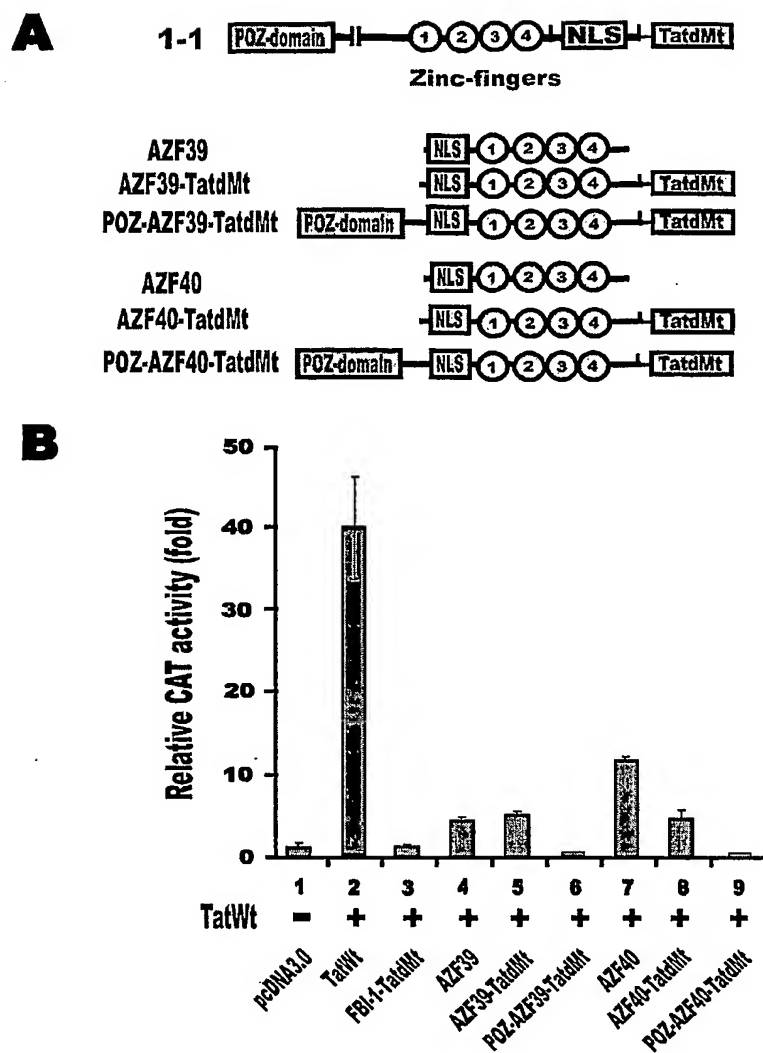 A
1-1 POZ-domain 1 2 3 4 NLS TatdMt
Zinc-fingers
AZF39 NLS 1 2 3 4
AZF39-TatdMt NLS 1 2 3 4 TatdMt
POZ-AZF39-TatdMt POZ-domain NLS 1 2 3 4 TatdMt
AZF40 NLS 1 2 3 4
AZF40-TatdMt NLS 1 2 3 4 TatdMt
POZ-AZF40-TatdMt POZ-domain NLS 1 2 3 4 TatdMt
B
Relative CAT activity (fold)
50
40
30
20
10
0
1 2 3 4 5 6 7 8 9
TatWt - + + + + + + + +
pcDNA3.0
TatWt
FBI-1-TatdMt
AZF39
AZF39-TatdMt
POZ-AZF39-TatdMt
AZF40
AZF40-TatdMt
POZ-AZF40-TatdMt